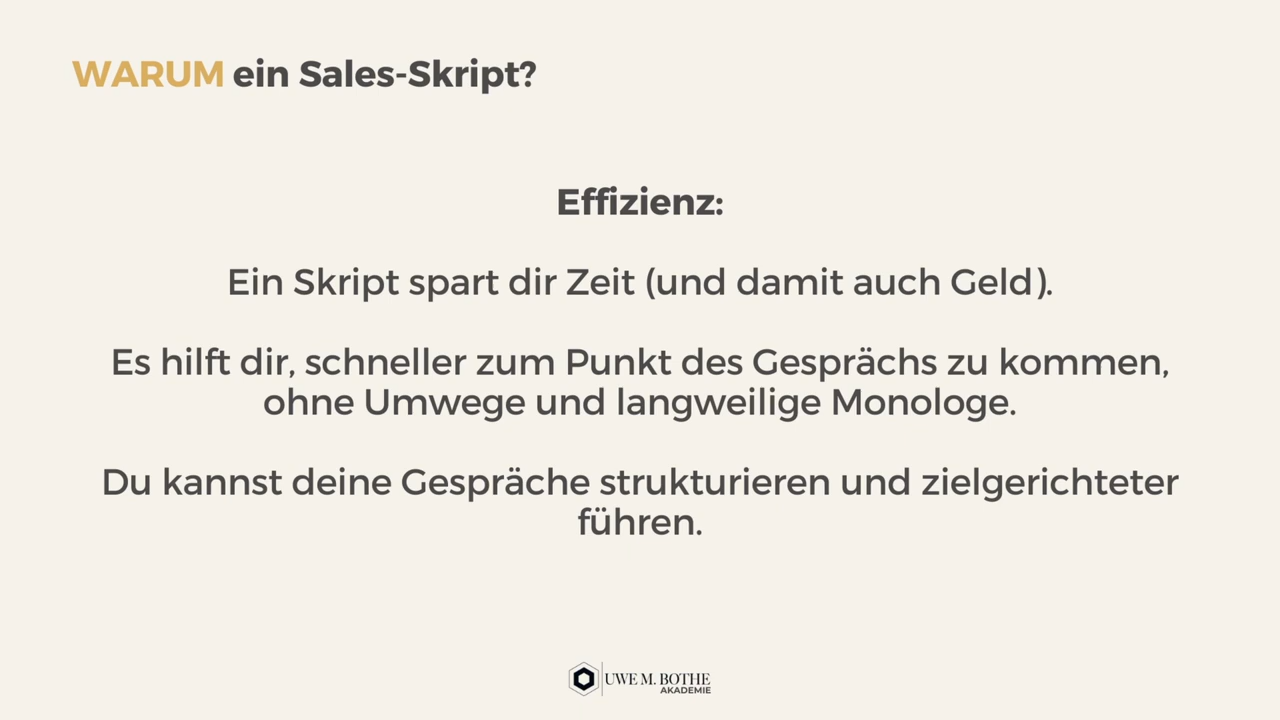 WARUM ein Sales-Skript?
Effizienz:
Ein Skript spart dir Zeit (und damit auch Geld).
Es hilft dir, schneller zum Punkt des Gesprächs zu kommen,
ohne Umwege und langweilige Monologe.
Du kannst deine Gespräche strukturieren und zielgerichteter
führen.
UWE M. BOTHE
AKADEMIE